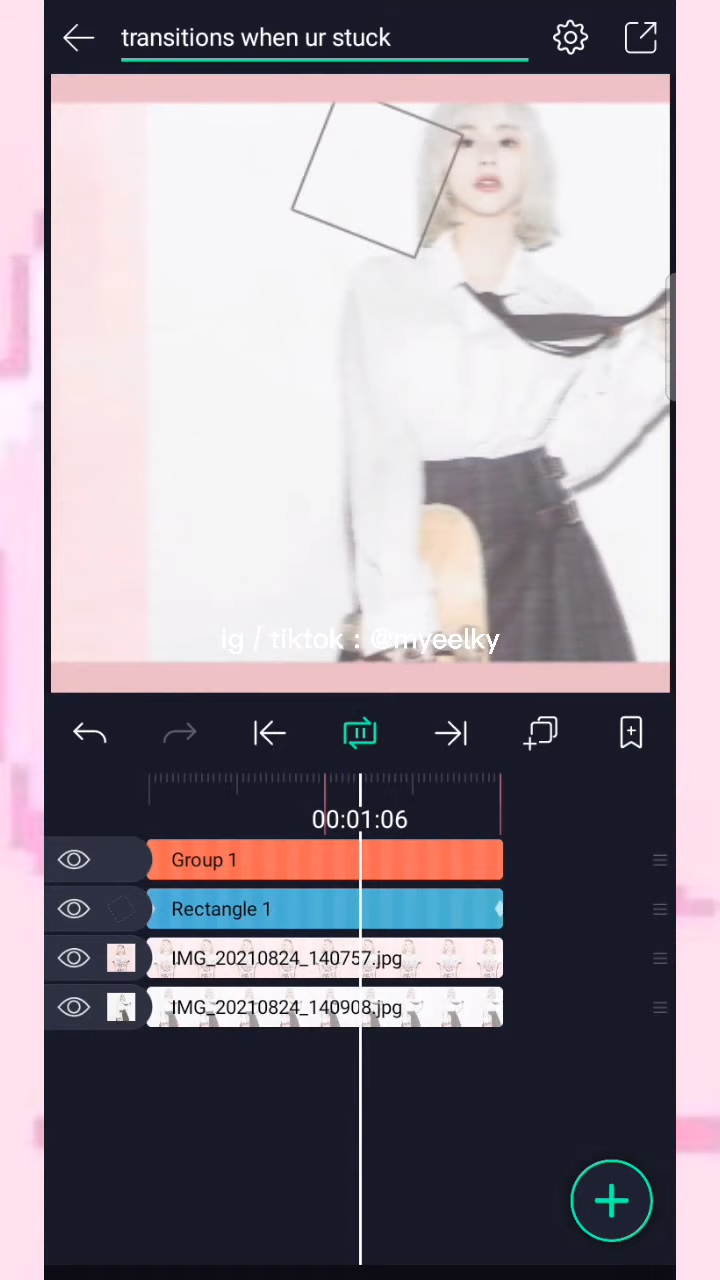 transitions when ur stuck
ig / tiktok : @myeelky
00:01:06
Group 1
Rectangle 1
IMG_20210824_140757.jpg
IMG_20210824_140908.jpg